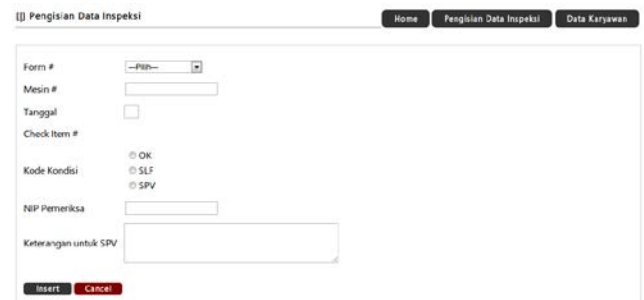 Pengisian Data Inspeksi
Home Pengisian Data Inspeksi Data Karyawan
Form # --Pilih--
Mesin #
Tanggal
Check Item #
Kode Kondisi
OK
SLF
SPV
NIP Pemeriksa
Keterangan untuk SPV
Insert Cancel